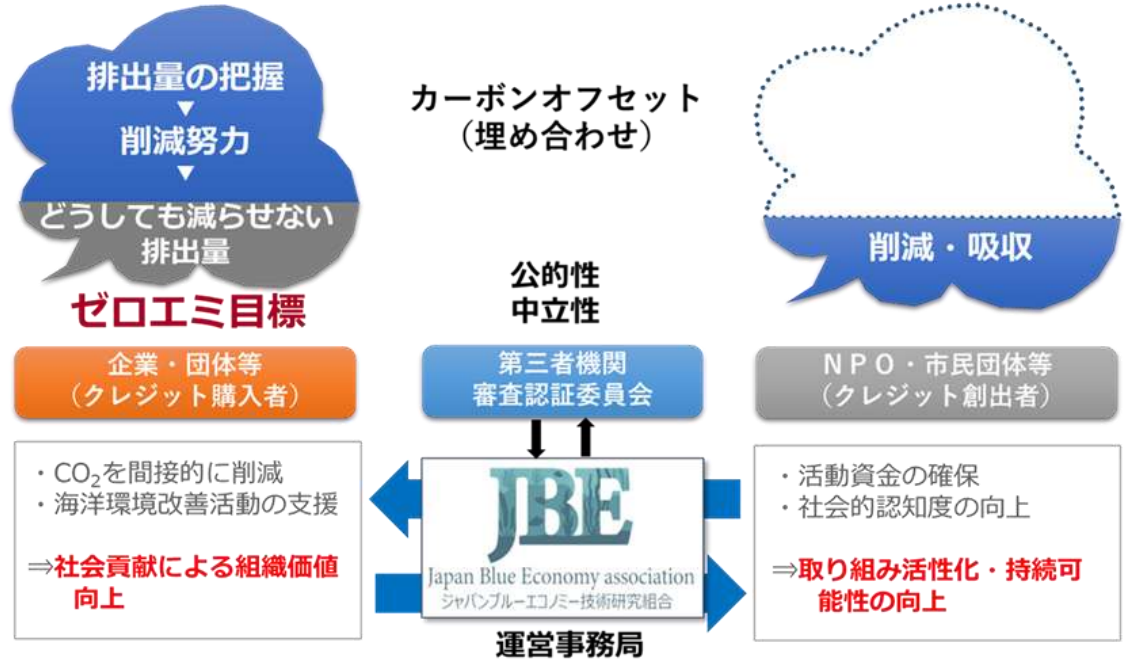 排出量の把握
▼
削減努力
▼
どうしても減らせない
排出量
ゼロエミ目標
カーボンオフセット
（埋め合わせ）
公的性
中立性
削減・吸収
企業・団体等
（クレジット購入者）
第三者機関
審査認証委員会
ＮＰＯ・市民団体等
（クレジット創出者）
・CO₂を間接的に削減
・海洋環境改善活動の支援
⇒社会貢献による組織価値
向上
JBE
Japan Blue Economy association
ジャパンブルーエコノミー技術研究組合
運営事務局
・活動資金の確保
・社会的認知度の向上
⇒取り組み活性化・持続可
能性の向上